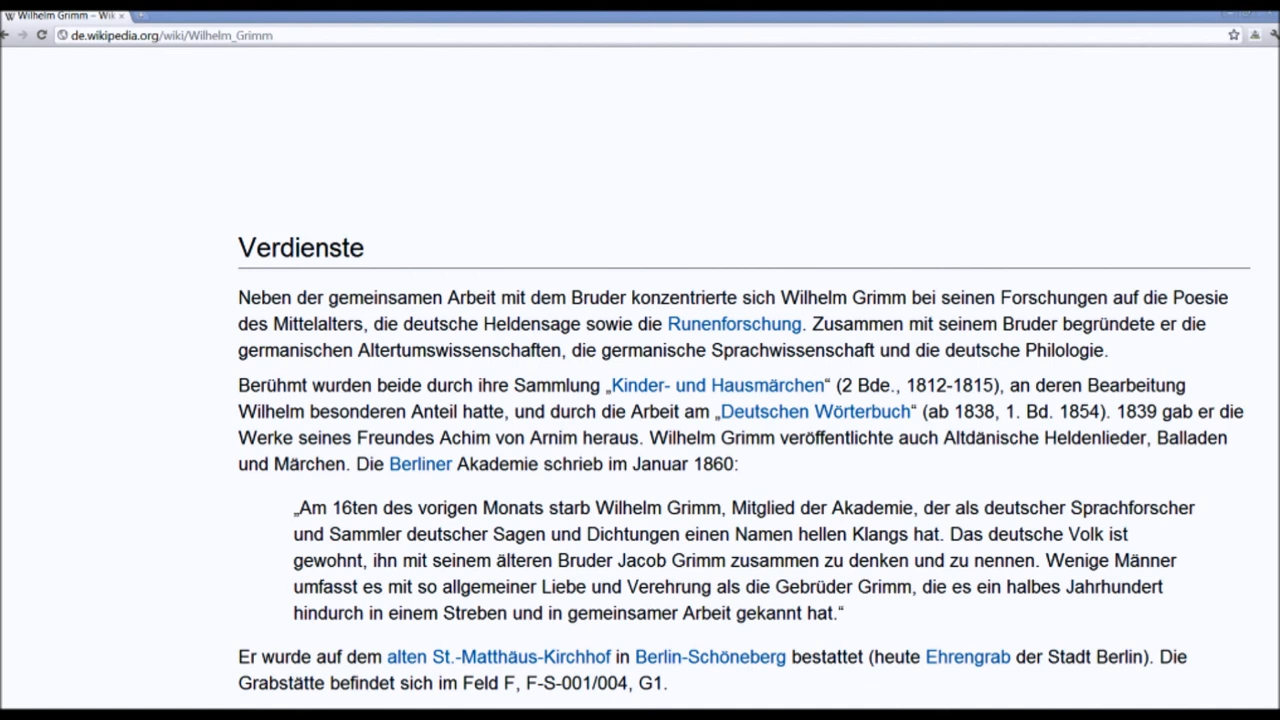 Wilhelm Grimm – Wik
de.wikipedia.org/wiki/Wilhelm_Grimm
Verdienste
Neben der gemeinsamen Arbeit mit dem Bruder konzentrierte sich Wilhelm Grimm bei seinen Forschungen auf die Poesie
des Mittelalters, die deutsche Heldensage sowie die Runenforschung. Zusammen mit seinem Bruder begründete er die
germanischen Altertumswissenschaften, die germanische Sprachwissenschaft und die deutsche Philologie.
Berühmt wurden beide durch ihre Sammlung „Kinder- und Hausmärchen“ (2 Bde., 1812-1815), an deren Bearbeitung
Wilhelm besonderen Anteil hatte, und durch die Arbeit am „Deutschen Wörterbuch“ (ab 1838, 1. Bd. 1854). 1839 gab er die
Werke seines Freundes Achim von Arnim heraus. Wilhelm Grimm veröffentlichte auch Altdänische Heldenlieder, Balladen
und Märchen. Die Berliner Akademie schrieb im Januar 1860:
„Am 16ten des vorigen Monats starb Wilhelm Grimm, Mitglied der Akademie, der als deutscher Sprachforscher
und Sammler deutscher Sagen und Dichtungen einen Namen hellen Klangs hat. Das deutsche Volk ist
gewohnt, ihn mit seinem älteren Bruder Jacob Grimm zusammen zu denken und zu nennen. Wenige Männer
umfasst es mit so allgemeiner Liebe und Verehrung als die Gebrüder Grimm, die es ein halbes Jahrhundert
hindurch in einem Streben und in gemeinsamer Arbeit gekannt hat.“
Er wurde auf dem alten St.-Matthäus-Kirchhof in Berlin-Schöneberg bestattet (heute Ehrengrab der Stadt Berlin). Die
Grabstätte befindet sich im Feld F, F-S-001/004, G1.